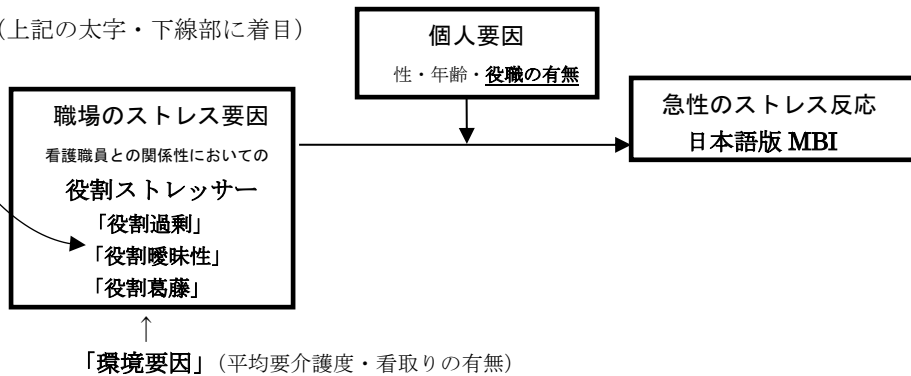 （上記の太字・下線部に着目）
個人要因
性・年齢・役職の有無
職場のストレス要因
看護職員との関係性においての
役割ストレッサー
「役割過剰」
「役割曖昧性」
「役割葛藤」
急性のストレス反応
日本語版 MBI
↑
「環境要因」（平均要介護度・看取りの有無）